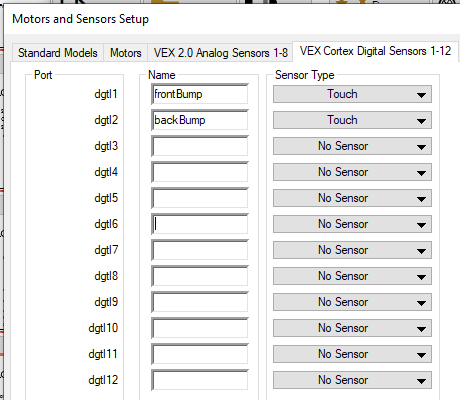 Motors and Sensors Setup
Standard Models Motors VEX 2.0 Analog Sensors 1-8 VEX Cortex Digital Sensors 1-12
Port Name Sensor Type
dgtl1 frontBump Touch
dgtl2 backBump Touch
dgtl3 No Sensor
dgtl4 No Sensor
dgtl5 No Sensor
dgtl6 No Sensor
dgtl7 No Sensor
dgtl8 No Sensor
dgtl9 No Sensor
dgtl10 No Sensor
dgtl11 No Sensor
dgtl12 No Sensor